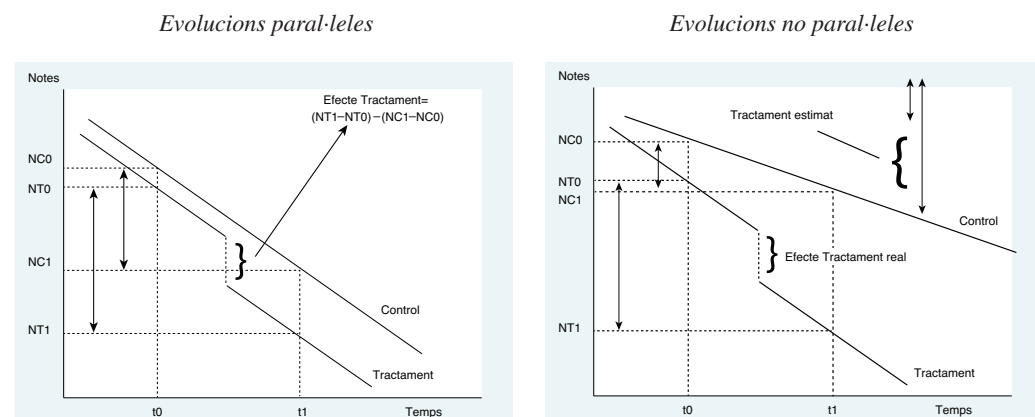 Evolucions paral·leles
Notes
Efecte Tractament=
(NT1–NT0)–(NC1–NC0)
NC0
NT0
NC1
NT1
Control
Tractament
t0
t1
Temps
Evolucions no paral·leles
Notes
Tractament estimat
NC0
NT0
NC1
Control
Efecte Tractament real
NT1
Tractament
t0
t1
Temps